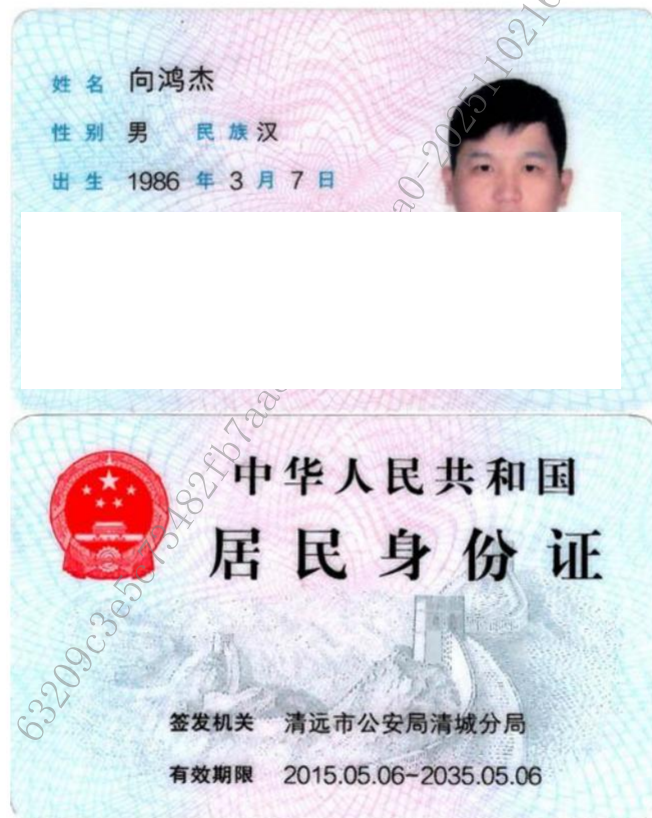 姓名 向鸿杰
性别 男 民族 汉
出生 1986 年 3 月 7 日
中华人民共和国
居民身份证
签发机关 清远市公安局清城分局
有效期限 2015.05.06-2035.05.06